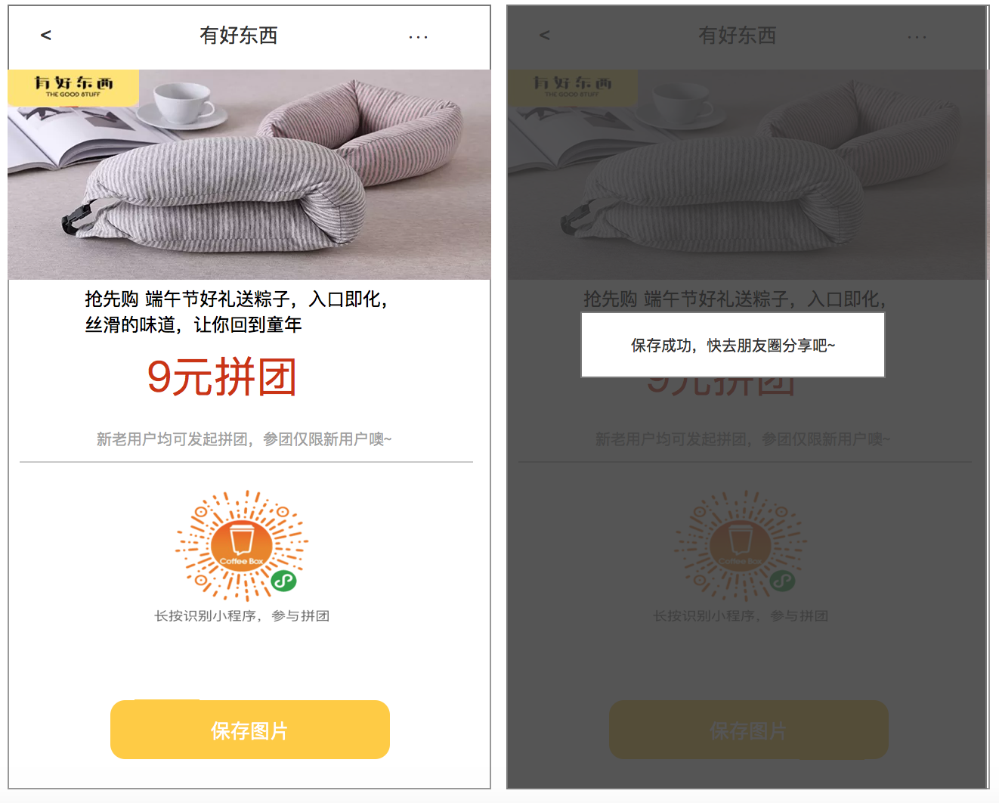 <
有好东西
...
有好东西
THE GOOD STUFF
抢先购 端午节好礼送粽子，入口即化，
丝滑的味道，让你回到童年
9元拼团
新老用户均可发起拼团，参团仅限新用户噢~
Coffee Box
长按识别小程序，参与拼团
保存图片
<
有好东西
...
有好东西
THE GOOD STUFF
抢先购 端午节好礼送粽子，入口即化，
保存成功，快去朋友圈分享吧~
9元拼团
新老用户均可发起拼团，参团仅限新用户噢~
Coffee Box
长按识别小程序，参与拼团
保存图片